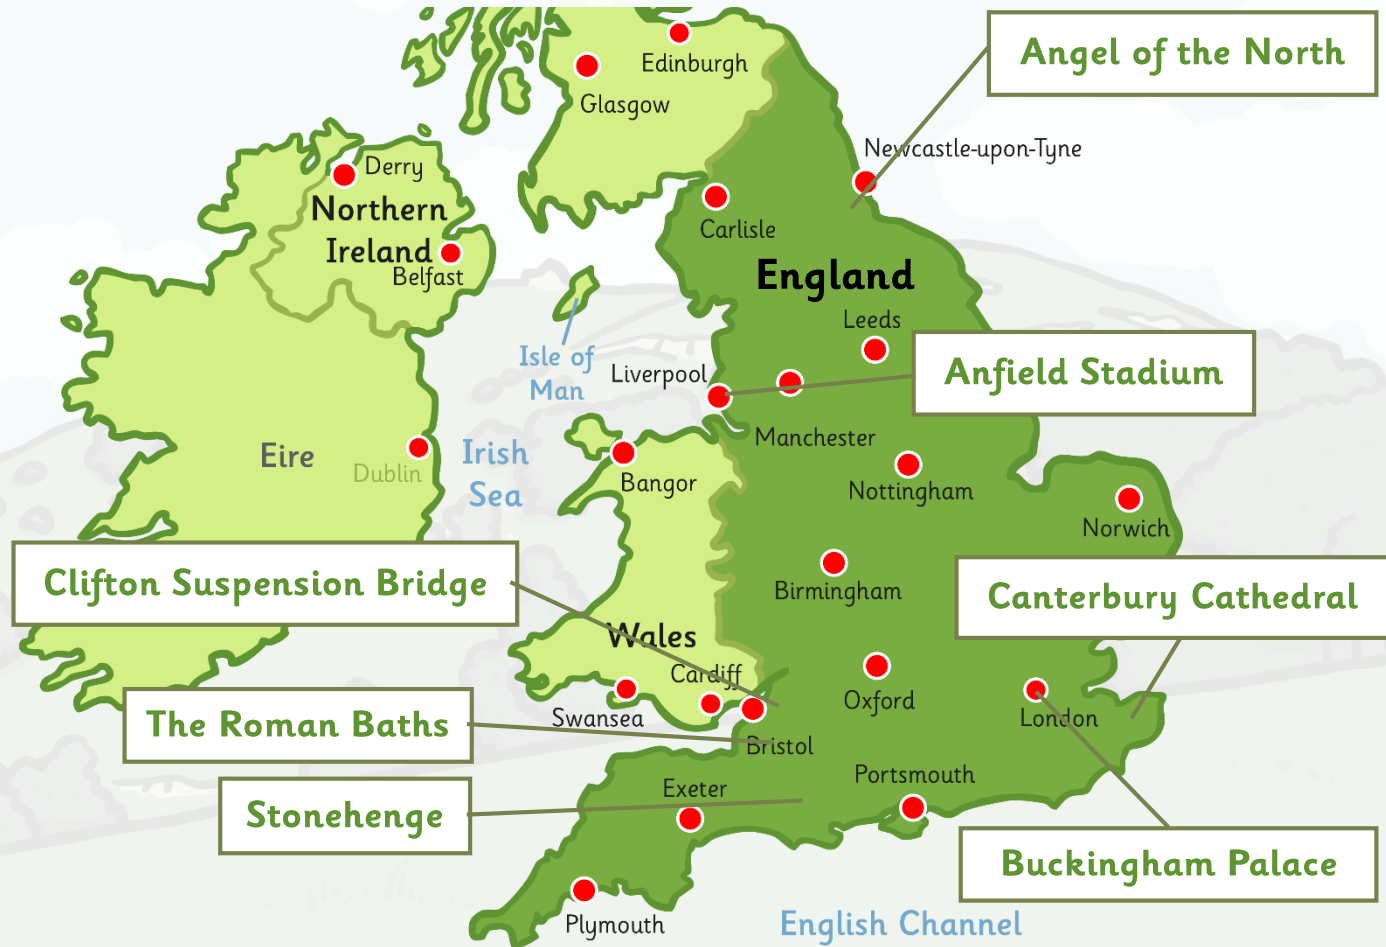 Angel of the North
Edinburgh
Glasgow
Newcastle-upon-Tyne
Derry
Northern
Ireland
Belfast
Carlisle
England
Leeds
Isle of
Man
Liverpool
Anfield Stadium
Manchester
Eire
Dublin
Irish
Sea
Bangor
Nottingham
Norwich
Clifton Suspension Bridge
Birmingham
Canterbury Cathedral
Wales
Cardiff
Swansea
Oxford
London
The Roman Baths
Bristol
Exeter
Portsmouth
Stonehenge
Buckingham Palace
Plymouth
English Channel